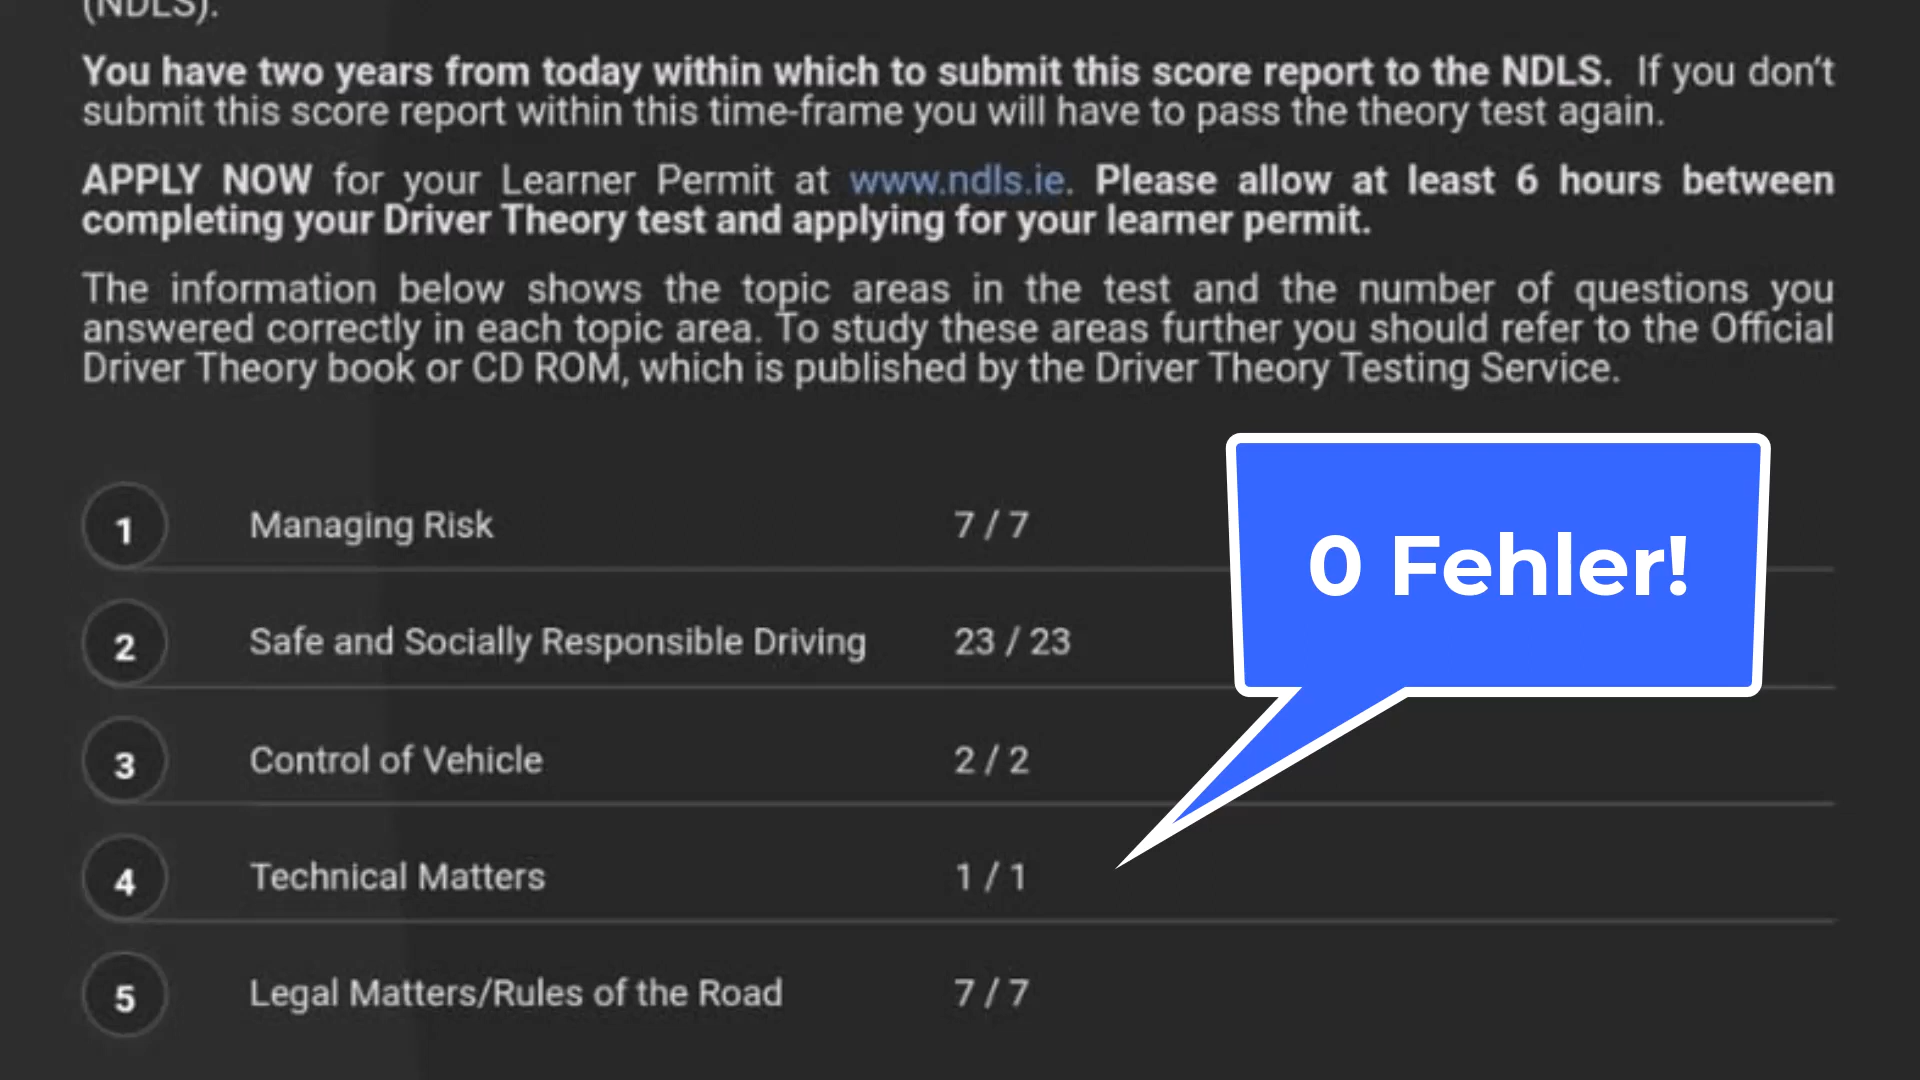 (NDLS).
You have two years from today within which to submit this score report to the NDLS. If you don't
submit this score report within this time-frame you will have to pass the theory test again.
APPLY NOW for your Learner Permit at www.ndls.ie. Please allow at least 6 hours between
completing your Driver Theory test and applying for your learner permit.
The information below shows the topic areas in the test and the number of questions you
answered correctly in each topic area. To study these areas further you should refer to the Official
Driver Theory book or CD ROM, which is published by the Driver Theory Testing Service.
1 Managing Risk 7 / 7
0 Fehler!
2 Safe and Socially Responsible Driving 23 / 23
3 Control of Vehicle 2 / 2
4 Technical Matters 1 / 1
5 Legal Matters/Rules of the Road 7 / 7